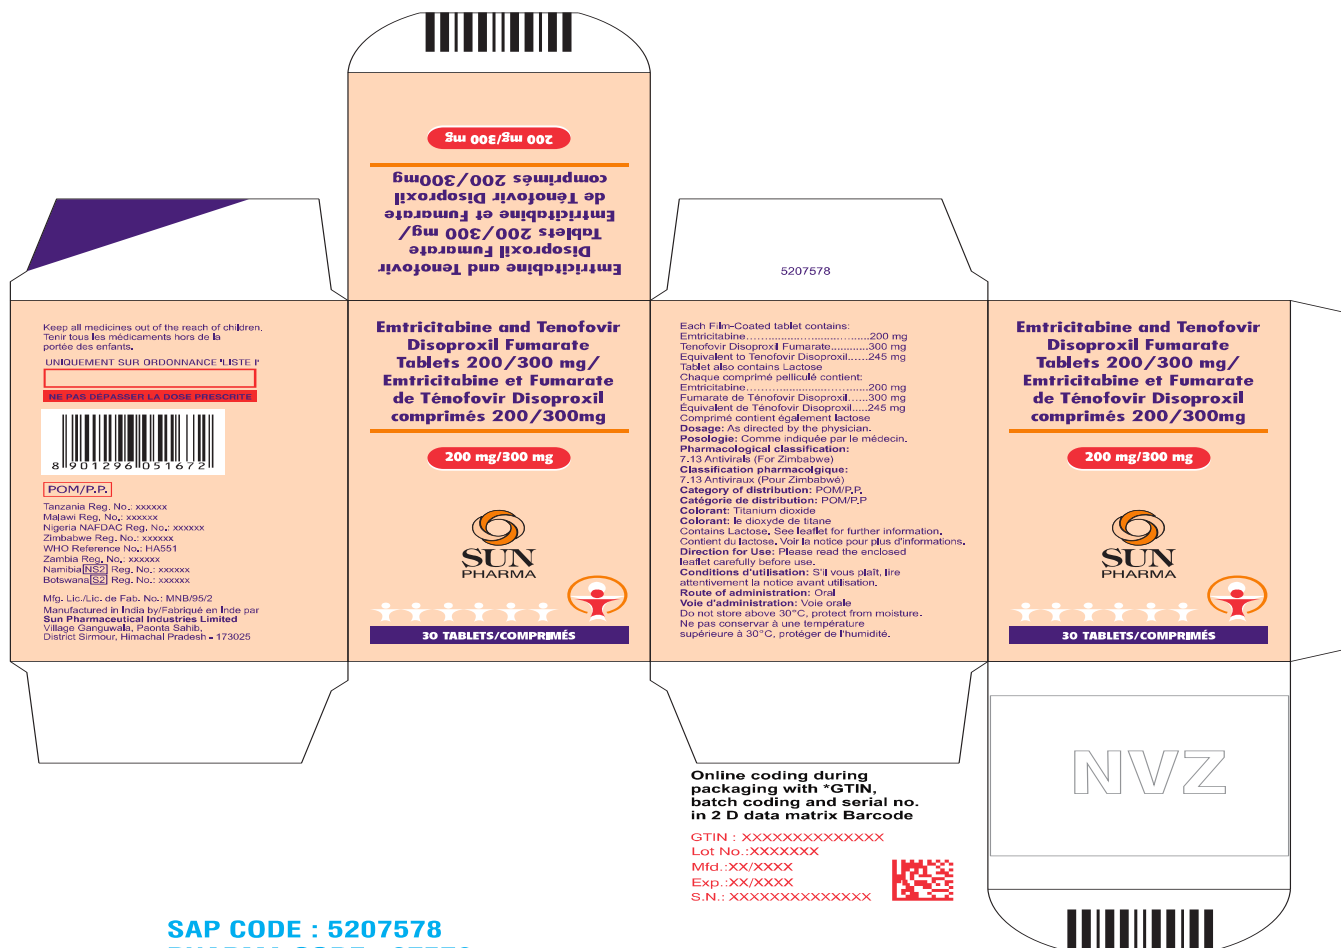 200 mg/300 mg
Emtricitabine and Tenofovir
Disoproxil Fumarate
Tablets 200/300 mg/
Emtricitabine et Fumarate
de Ténofovir Disoproxil
comprimés 200/300mg
5207578
Keep all medicines out of the reach of children.
Tenir tous les médicaments hors de la
portée des enfants.
UNIQUEMENT SUR ORDONNANCE 'LISTE I'
NE PAS DÉPASSER LA DOSE PRESCRITE
8 901296 051672
POM/P.P.
Tanzania Reg. No.: xxxxxx
Malawi Reg. No.: xxxxxx
Nigeria NAFDAC Reg. No.: xxxxxx
Zimbabwe Reg. No.: xxxxxx
WHO Reference No.: HA551
Zambia Reg. No.: xxxxxx
Namibia NS2 Reg. No.: xxxxxx
Botswana S2 Reg. No.: xxxxxx
Mfg. Lic./Lic. de Fab. No.: MNB/95/2
Manufactured in India by/Fabriqué en Inde par
Sun Pharmaceutical Industries Limited
Village Ganguwala, Paonta Sahib,
District Sirmour, Himachal Pradesh - 173025
Emtricitabine and Tenofovir
Disoproxil Fumarate
Tablets 200/300 mg/
Emtricitabine et Fumarate
de Ténofovir Disoproxil
comprimés 200/300mg
200 mg/300 mg
SUN
PHARMA
30 TABLETS/COMPRIMÉS
Each Film-Coated tablet contains:
Emtricitabine..............................200 mg
Tenofovir Disoproxil Fumarate............300 mg
Equivalent to Tenofovir Disoproxil......245 mg
Tablet also contains Lactose
Chaque comprimé pelliculé contient:
Emtricitabine..............................200 mg
Fumarate de Ténofovir Disoproxil......300 mg
Équivalent de Ténofovir Disoproxil.....245 mg
Comprimé contient également lactose
Dosage: As directed by the physician.
Posologie: Comme indiquée par le médecin.
Pharmacological classification:
7.13 Antivirals (For Zimbabwe)
Classification pharmacolgique:
7.13 Antiviraux (Pour Zimbabwé)
Category of distribution: POM/P.P.
Catégorie de distribution: POM/P.P
Colorant: Titanium dioxide
Colorant: le dioxyde de titane
Contains Lactose. See leaflet for further information.
Contient du lactose. Voir la notice pour plus d'informations.
Direction for Use: Please read the enclosed
leaflet carefully before use.
Conditions d'utilisation: S'il vous plaît, lire
attentivement la notice avant utilisation.
Route of administration: Oral
Voie d'administration: Voie orale
Do not store above 30°C, protect from moisture.
Ne pas conserver à une température
supérieure à 30°C, protéger de l'humidité.
Emtricitabine and Tenofovir
Disoproxil Fumarate
Tablets 200/300 mg/
Emtricitabine et Fumarate
de Ténofovir Disoproxil
comprimés 200/300mg
200 mg/300 mg
SUN
PHARMA
30 TABLETS/COMPRIMÉS
NVZ
Online coding during
packaging with *GTIN,
batch coding and serial no.
in 2 D data matrix Barcode
GTIN : XXXXXXXXXXXXXX
Lot No.:XXXXXXX
Mfd.:XX/XXXX
Exp.:XX/XXXX
S.N.: XXXXXXXXXXXXXX
SAP CODE : 5207578